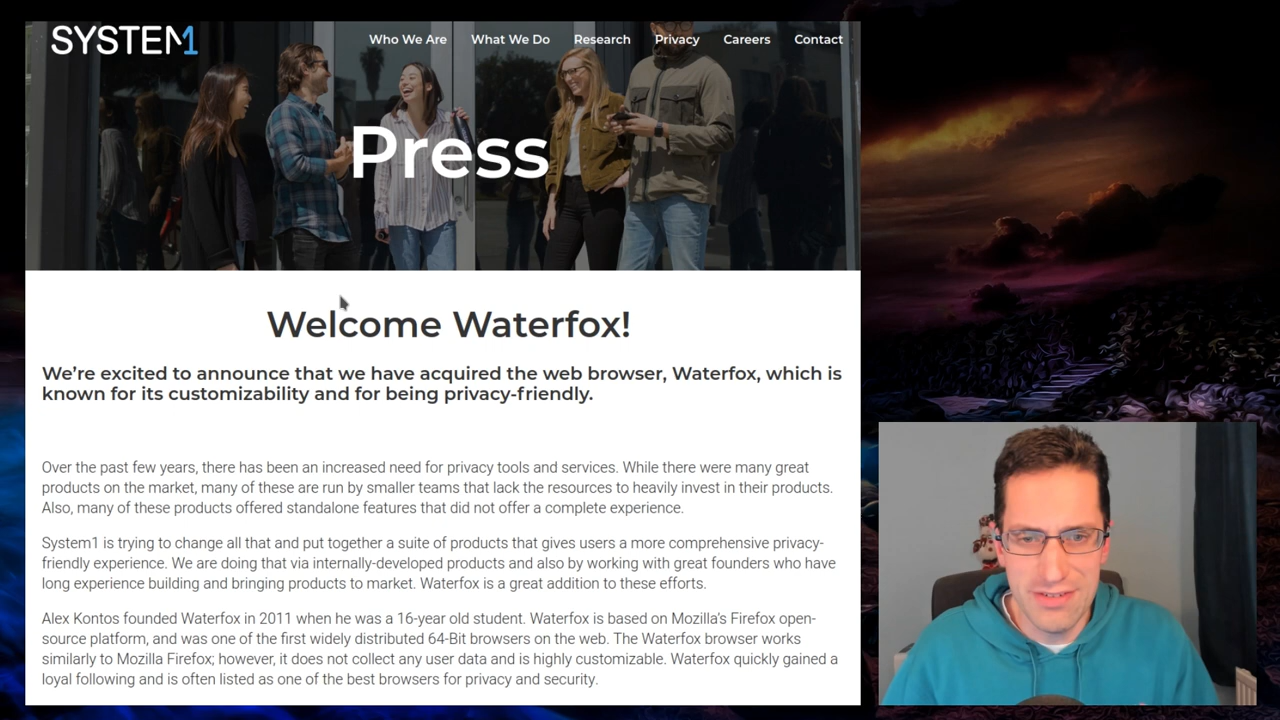 SYSTEM1
Who We Are What We Do Research Privacy Careers Contact
Press
Welcome Waterfox!
We’re excited to announce that we have acquired the web browser, Waterfox, which is
known for its customizability and for being privacy-friendly.
Over the past few years, there has been an increased need for privacy tools and services. While there were many great
products on the market, many of these are run by smaller teams that lack the resources to heavily invest in their products.
Also, many of these products offered standalone features that did not offer a complete experience.
System1 is trying to change all that and put together a suite of products that gives users a more comprehensive privacy-
friendly experience. We are doing that via internally-developed products and also by working with great founders who have
long experience building and bringing products to market. Waterfox is a great addition to these efforts.
Alex Kontos founded Waterfox in 2011 when he was a 16-year old student. Waterfox is based on Mozilla’s Firefox open-
source platform, and was one of the first widely distributed 64-Bit browsers on the web. The Waterfox browser works
similarly to Mozilla Firefox; however, it does not collect any user data and is highly customizable. Waterfox quickly gained a
loyal following and is often listed as one of the best browsers for privacy and security.